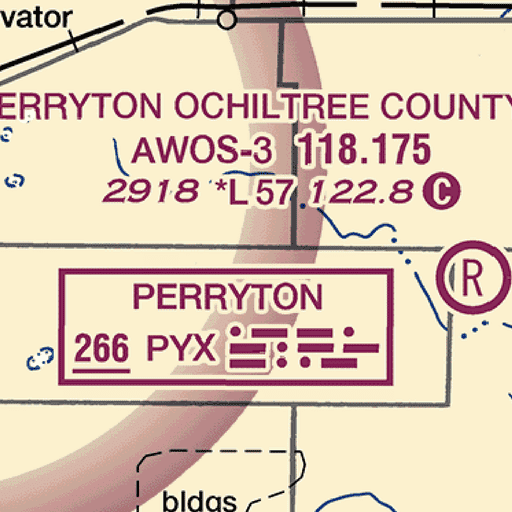 vator
ERRYTON OCHILTREE COUNTY
AWOS-3 118.175
2918 *L 57 122.8 C
R
PERRYTON
266 PYX
bldgs